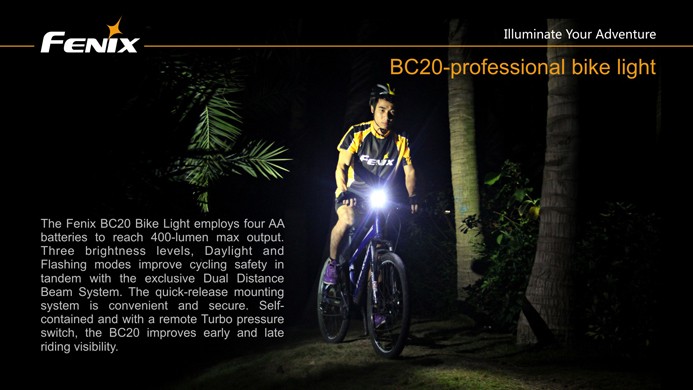 FENIX
Illuminate Your Adventure
BC20-professional bike light
FENIX
The Fenix BC20 Bike Light employs four AA
batteries to reach 400-lumen max output.
Three brightness levels, Daylight and
Flashing modes improve cycling safety in
tandem with the exclusive Dual Distance
Beam System. The quick-release mounting
system is convenient and secure. Self-
contained and with a remote Turbo pressure
switch, the BC20 improves early and late
riding visibility.